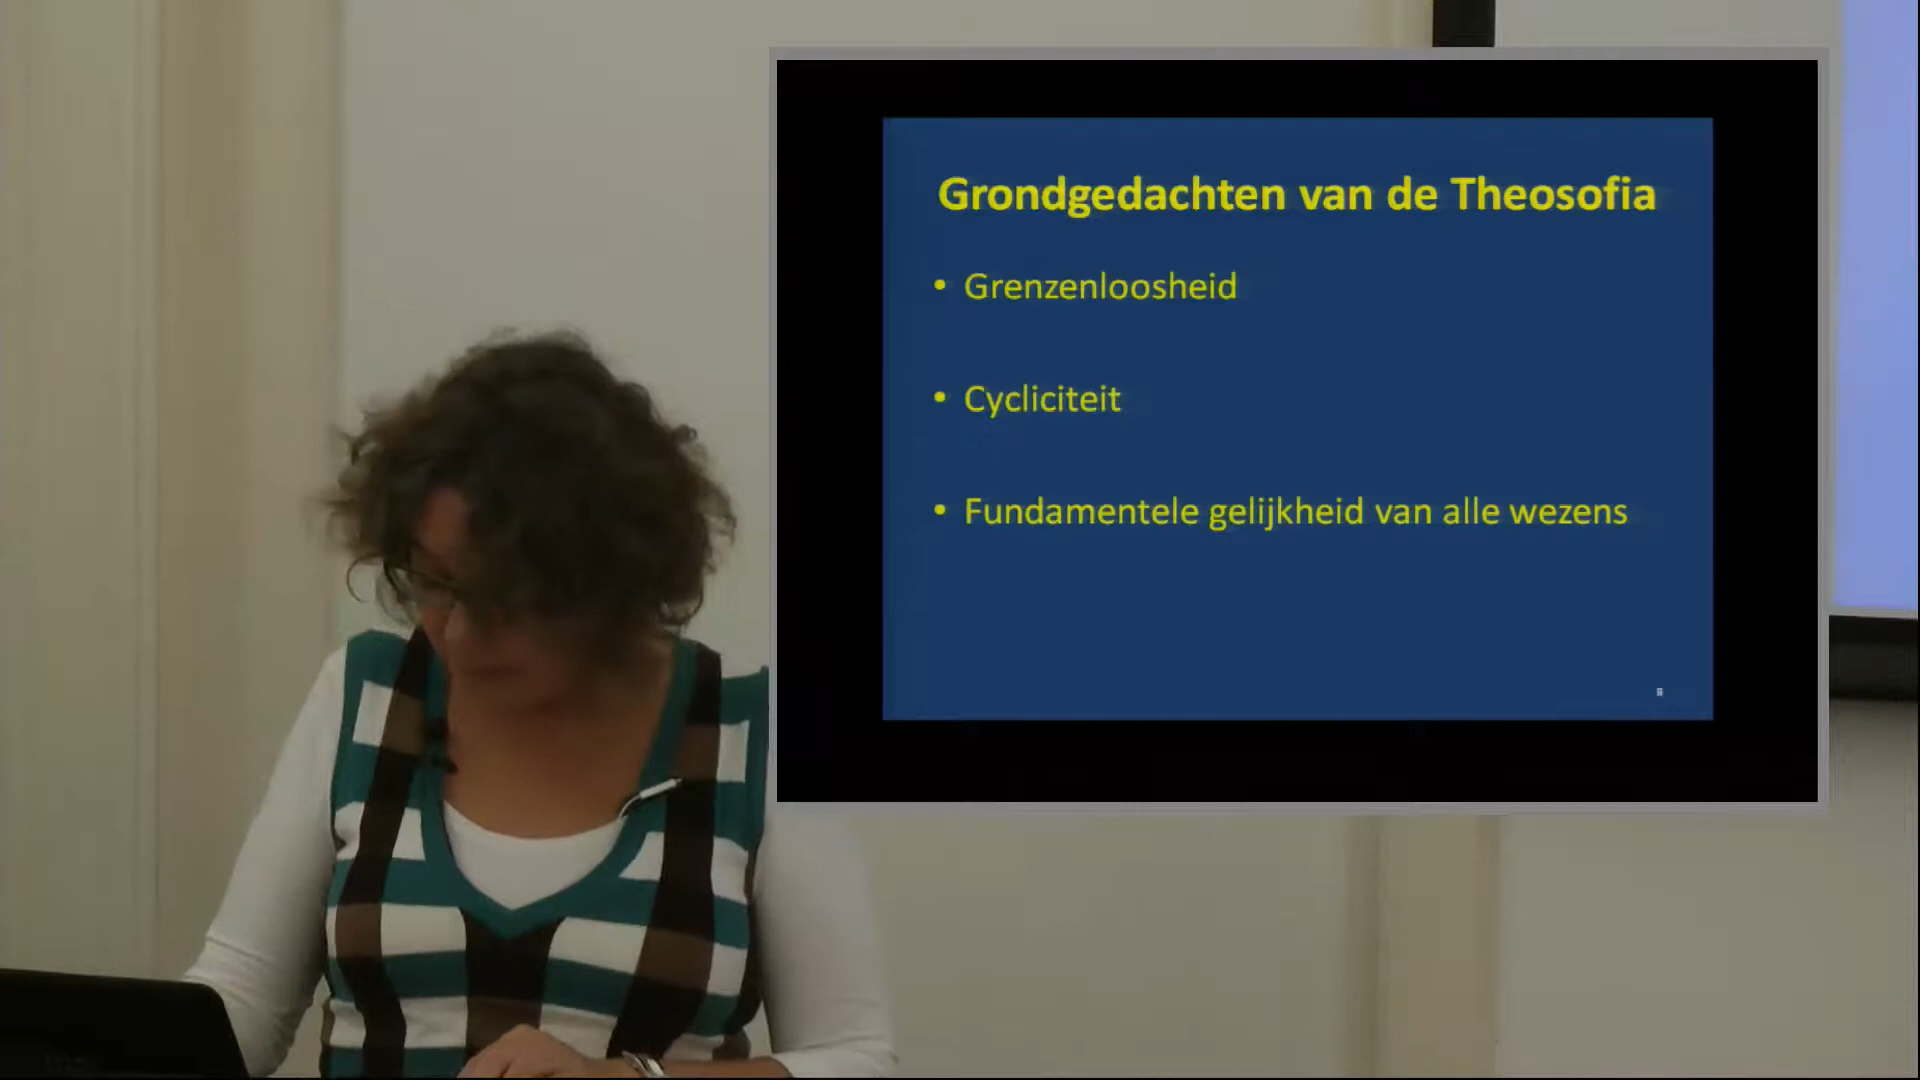 Grondgedachten van de Theosofia
• Grenzenloosheid
• Cycliciteit
• Fundamentele gelijkheid van alle wezens